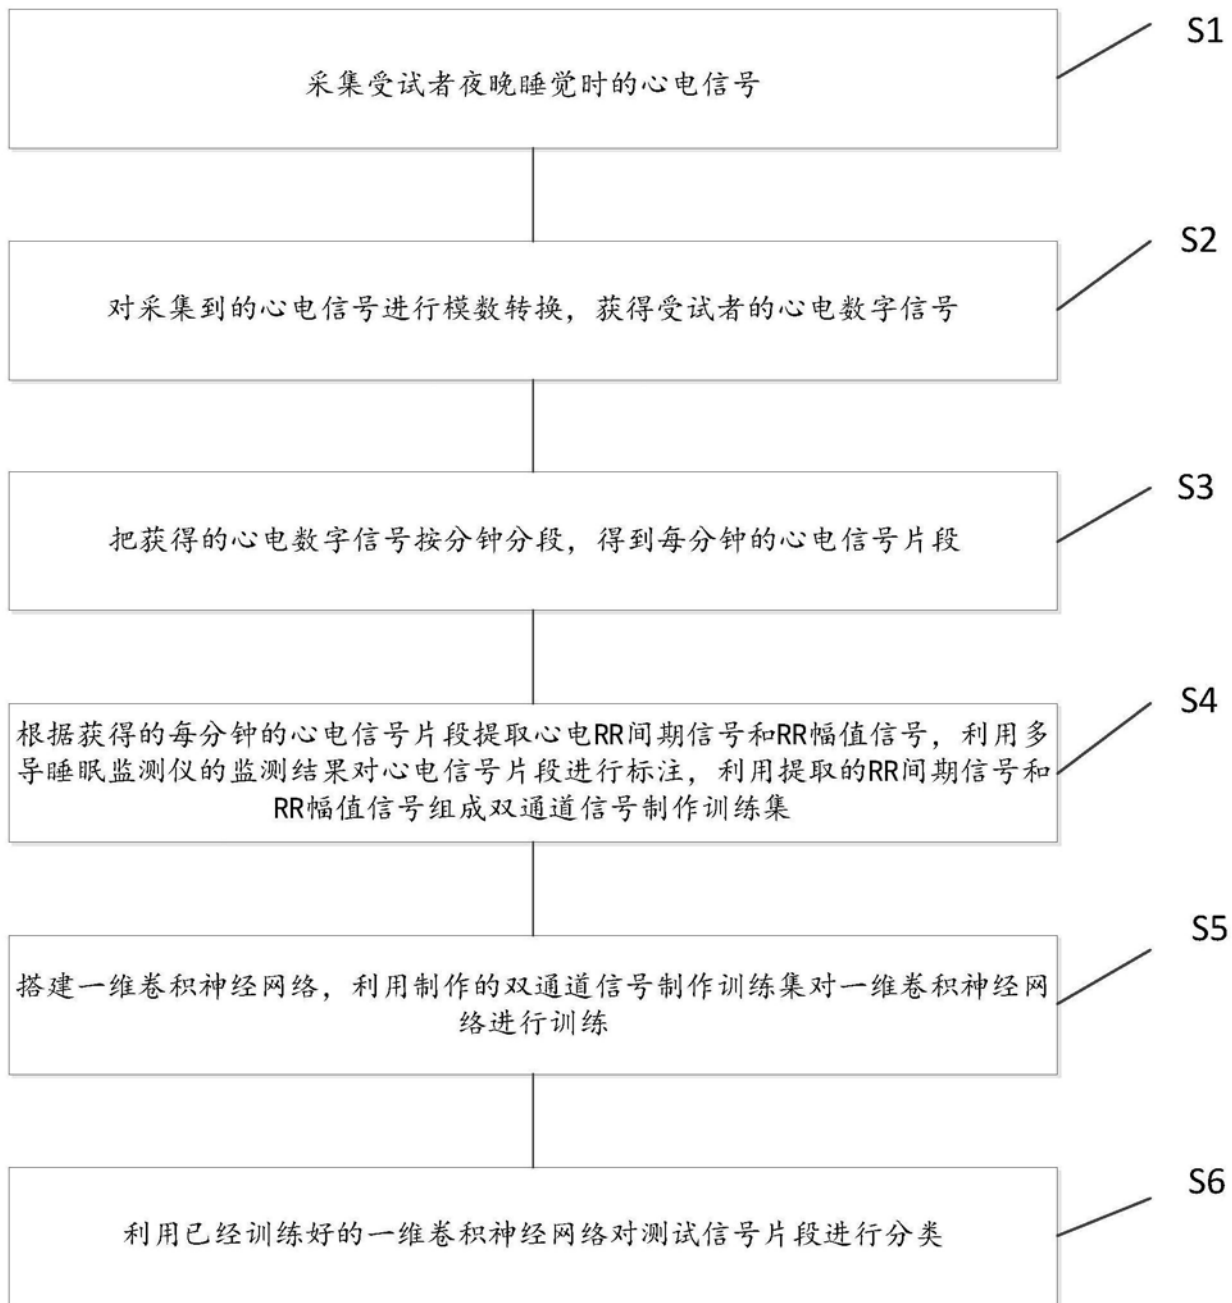 S1
采集受试者夜晚睡觉时的心电信号
S2
对采集到的心电信号进行模数转换，获得受试者的心电数字信号
S3
把获得的心电数字信号按分钟分段，得到每分钟的心电信号片段
S4
根据获得的每分钟的心电信号片段提取心电RR间期信号和RR幅值信号，利用多
导睡眠监测仪的监测结果对心电信号片段进行标注，利用提取的RR间期信号和
RR幅值信号组成双通道信号制作训练集
S5
搭建一维卷积神经网络，利用制作的双通道信号制作训练集对一维卷积神经网
络进行训练
S6
利用已经训练好的一维卷积神经网络对测试信号片段进行分类